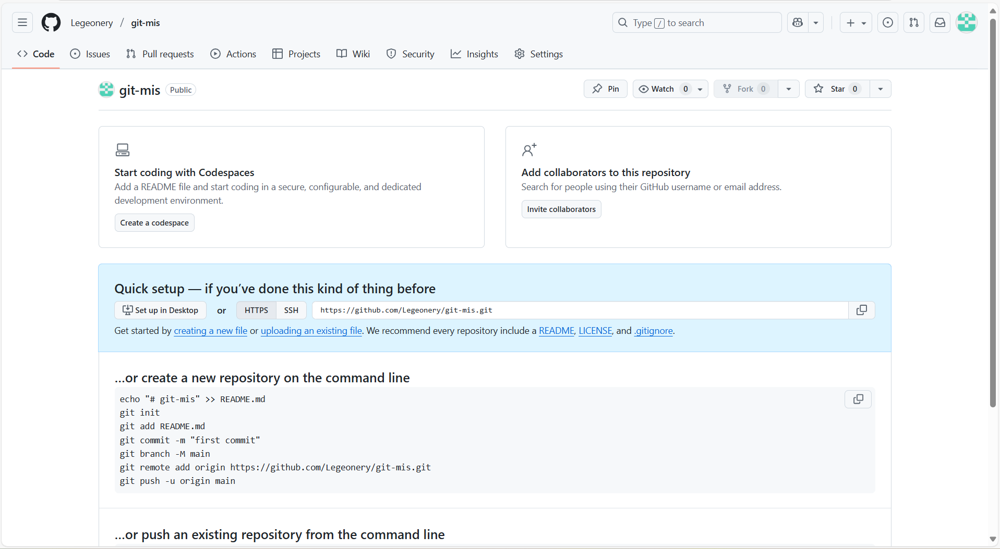 Legeonery / git-mis
Type / to search
Code
Issues
Pull requests
Actions
Projects
Wiki
Security
Insights
Settings
git-mis
Public
Pin
Watch 0
Fork 0
Star 0
Start coding with Codespaces
Add a README file and start coding in a secure, configurable, and dedicated
development environment.
Create a codespace
Add collaborators to this repository
Search for people using their GitHub username or email address.
Invite collaborators
Quick setup — if you’ve done this kind of thing before
Set up in Desktop or HTTPS SSH https://github.com/Legeonery/git-mis.git
Get started by creating a new file or uploading an existing file. We recommend every repository include a README, LICENSE, and .gitignore.
…or create a new repository on the command line
echo "# git-mis" >> README.md
git init
git add README.md
git commit -m "first commit"
git branch -M main
git remote add origin https://github.com/Legeonery/git-mis.git
git push -u origin main
…or push an existing repository from the command line